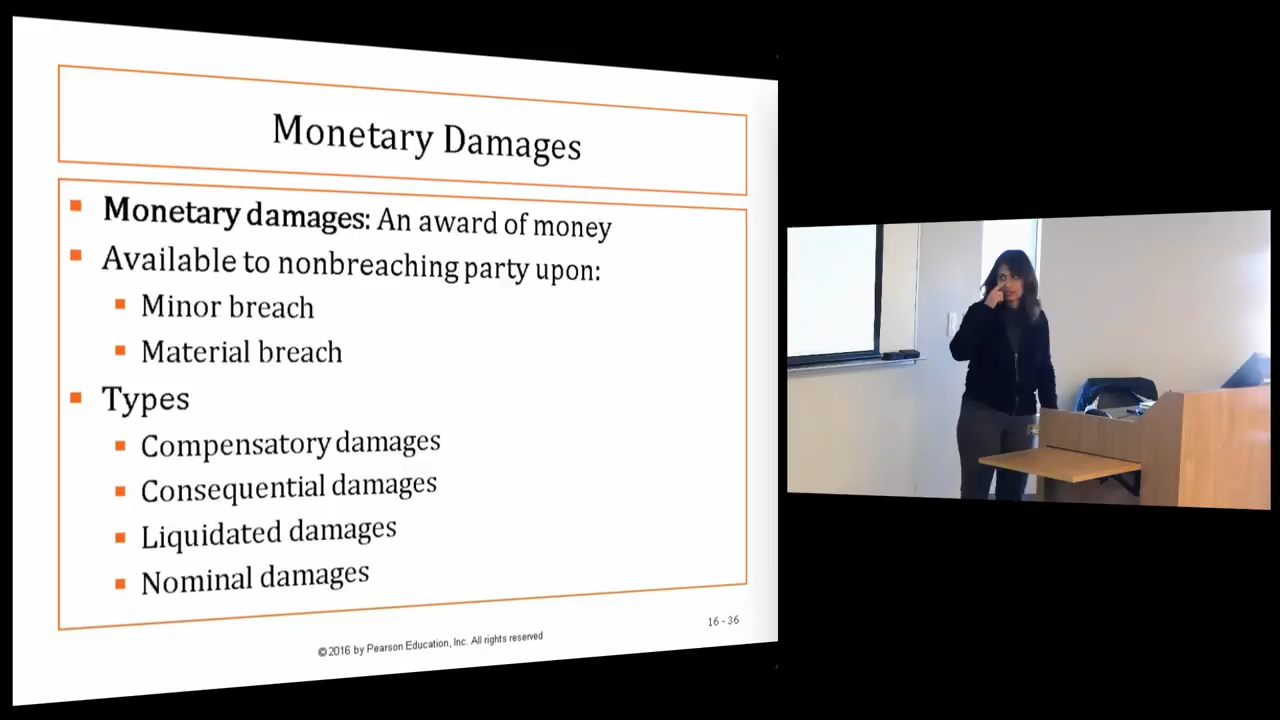 Monetary Damages
Monetary damages: An award of money
Available to nonbreaching party upon:
Minor breach
Material breach
Types
Compensatory damages
Consequential damages
Liquidated damages
Nominal damages
16 - 36
©2016 by Pearson Education, Inc. All rights reserved